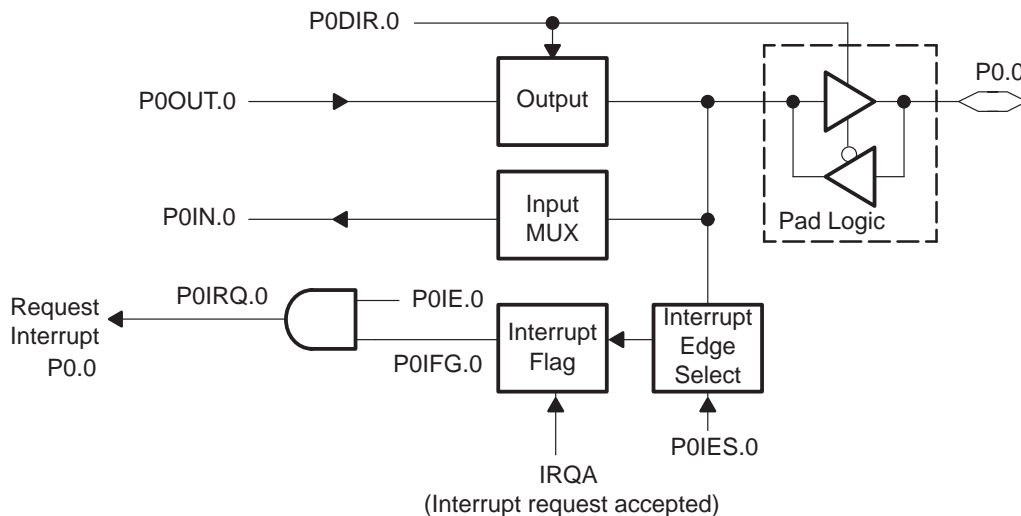 P0DIR.0
P0.0
P0OUT.0
Output
P0IN.0
Input
MUX
Pad Logic
Request
Interrupt
P0.0
P0IRQ.0
P0IE.0
P0IFG.0
Interrupt
Flag
Interrupt
Edge
Select
P0IES.0
IRQA
(Interrupt request accepted)